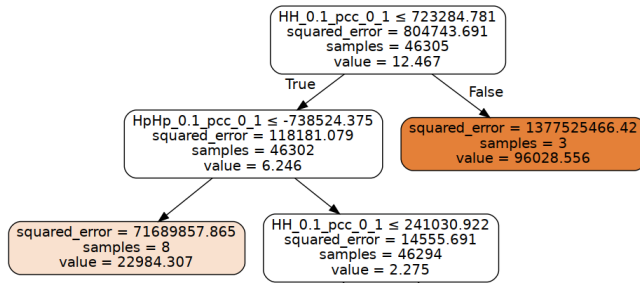 HH_0.1_pcc_0_1 ≤ 723284.781
squared_error = 804743.691
samples = 46305
value = 12.467
True
False
HpHp_0.1_pcc_0_1 ≤ -738524.375
squared_error = 118181.079
samples = 46302
value = 6.246
squared_error = 1377525466.42
samples = 3
value = 96028.556
squared_error = 71689857.865
samples = 8
value = 22984.307
HH_0.1_pcc_0_1 ≤ 241030.922
squared_error = 14555.691
samples = 46294
value = 2.275